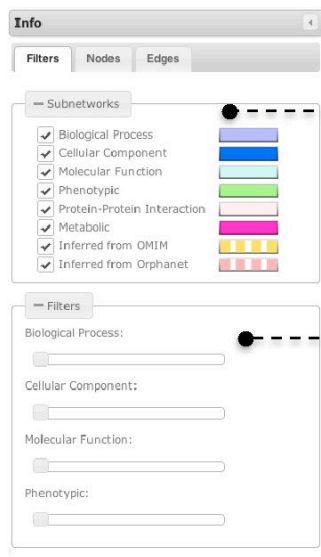 Info
Filters Nodes Edges
Subnetworks
Biological Process
Cellular Component
Molecular Function
Phenotypic
Protein-Protein Interaction
Metabolic
Inferred from OMIM
Inferred from Orphanet
Filters
Biological Process:
Cellular Component:
Molecular Function:
Phenotypic: